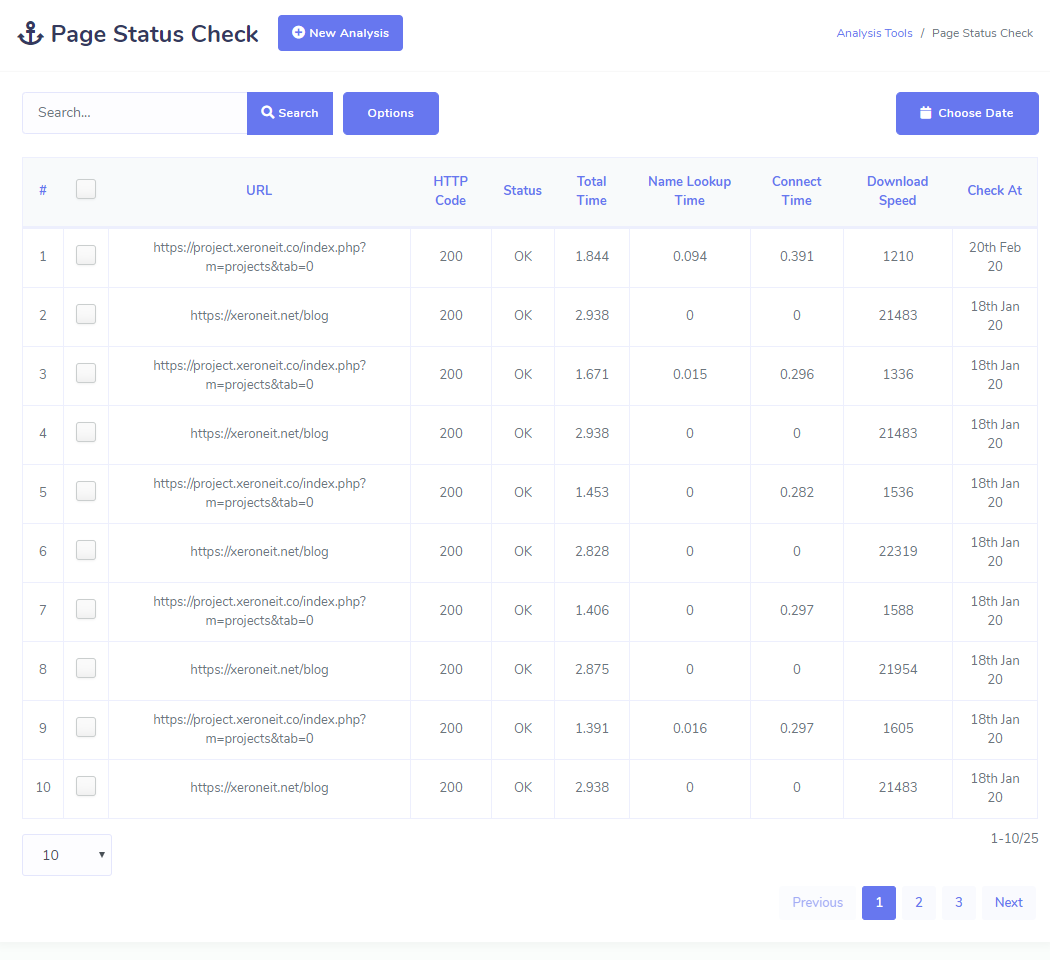 Page Status Check
New Analysis
Analysis Tools / Page Status Check
Search...
Search
Options
Choose Date
# URL HTTP Code Status Total Time Name Lookup Time Connect Time Download Speed Check At
1 https://project.xeroneit.co/index.php?m=projects&tab=0 200 OK 1.844 0.094 0.391 1210 20th Feb 20
2 https://xeroneit.net/blog 200 OK 2.938 0 0 21483 18th Jan 20
3 https://project.xeroneit.co/index.php?m=projects&tab=0 200 OK 1.671 0.015 0.296 1336 18th Jan 20
4 https://xeroneit.net/blog 200 OK 2.938 0 0 21483 18th Jan 20
5 https://project.xeroneit.co/index.php?m=projects&tab=0 200 OK 1.453 0 0.282 1536 18th Jan 20
6 https://xeroneit.net/blog 200 OK 2.828 0 0 22319 18th Jan 20
7 https://project.xeroneit.co/index.php?m=projects&tab=0 200 OK 1.406 0 0.297 1588 18th Jan 20
8 https://xeroneit.net/blog 200 OK 2.875 0 0 21954 18th Jan 20
9 https://project.xeroneit.co/index.php?m=projects&tab=0 200 OK 1.391 0.016 0.297 1605 18th Jan 20
10 https://xeroneit.net/blog 200 OK 2.938 0 0 21483 18th Jan 20
1-10/25
10
Previous 1 2 3 Next